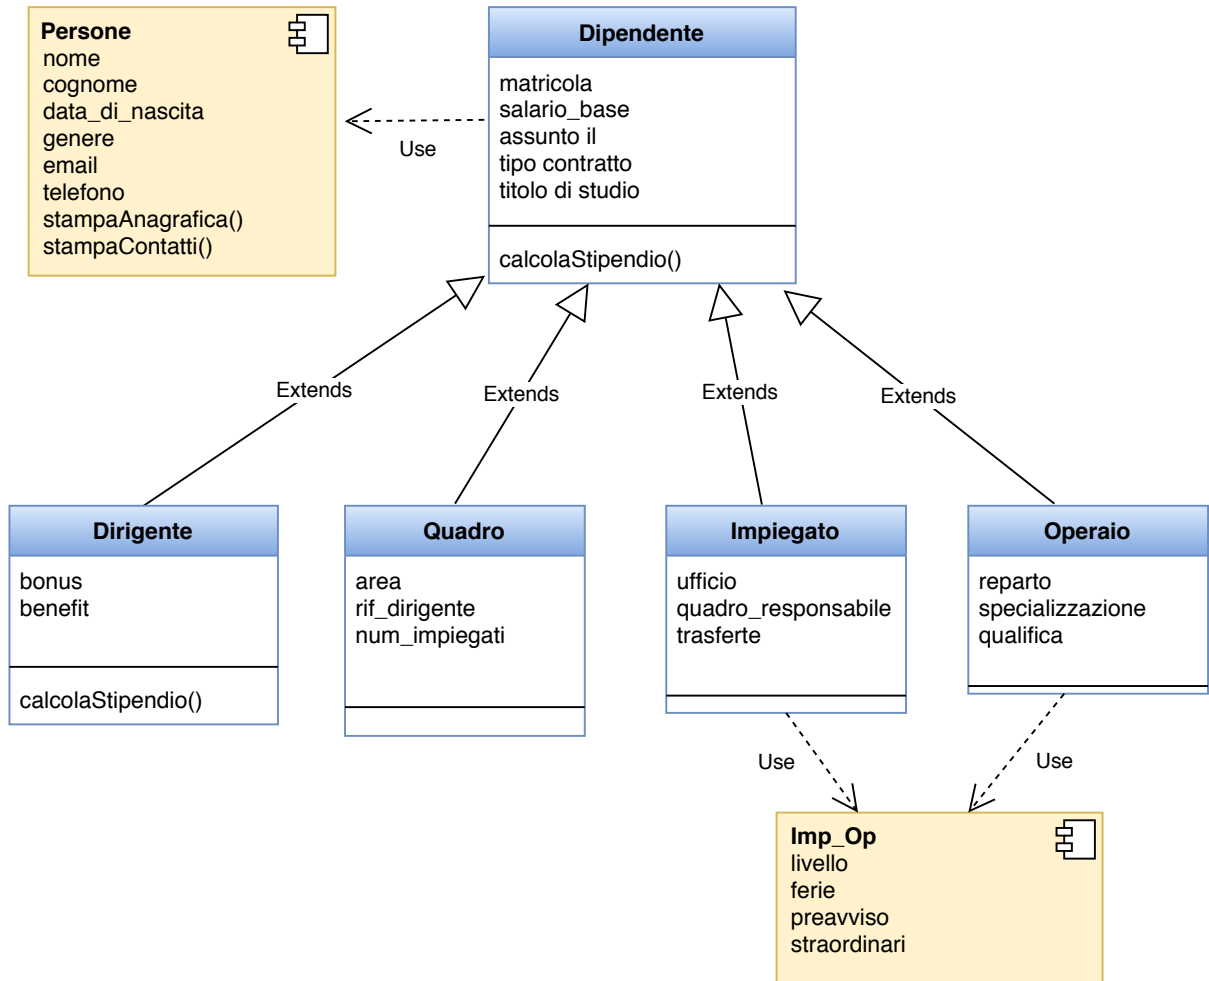 Persone
nome
cognome
data_di_nascita
genere
email
telefono
stampaAnagrafica()
stampaContatti()
Use
Dipendente
matricola
salario_base
assunto il
tipo contratto
titolo di studio
calcolaStipendio()
Extends
Extends
Extends
Extends
Dirigente
bonus
benefit
calcolaStipendio()
Quadro
area
rif_dirigente
num_impiegati
Impiegato
ufficio
quadro_responsabile
trasferte
Operaio
reparto
specializzazione
qualifica
Use
Use
Imp_Op
livello
ferie
preavviso
straordinari